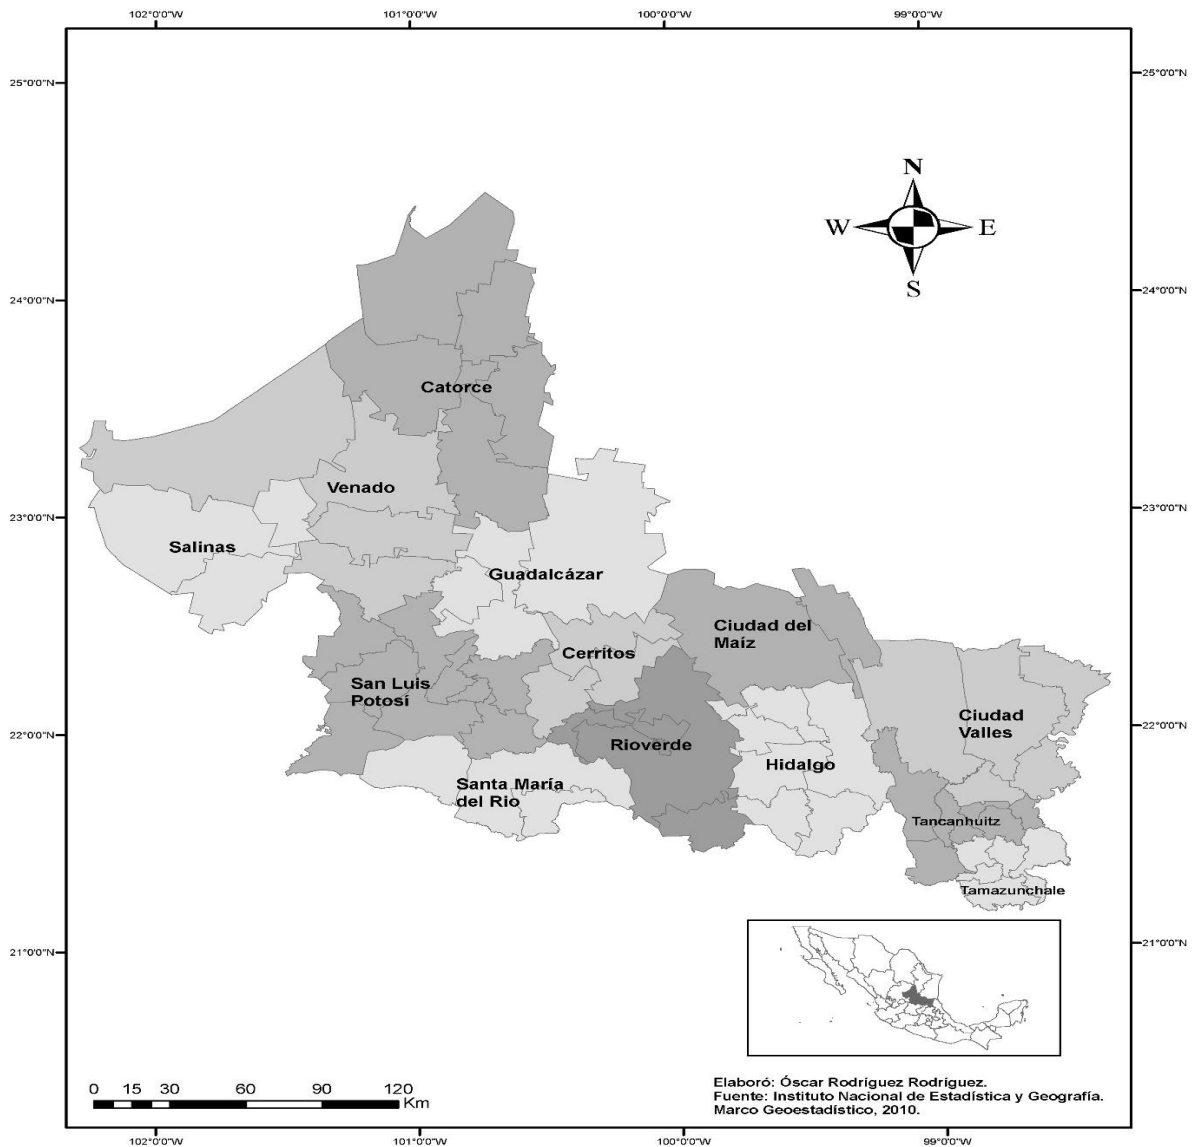 102°0'0"W 101°0'0"W 100°0'0"W 99°0'0"W
25°0'0"N 25°0'0"N
N
W E
S
24°0'0"N 24°0'0"N
Catorce
Venado
23°0'0"N 23°0'0"N
Salinas
Guadalcázar
Ciudad del
Maíz
Cerritos
San Luis
Potosí
Ciudad
Valles
22°0'0"N 22°0'0"N
Rioverde
Hidalgo
Santa María
del Rio
Tancanhuitz
Tamazunchale
21°0'0"N 21°0'0"N
0 15 30 60 90 120
Km
Elaboró: Óscar Rodríguez Rodríguez.
Fuente: Instituto Nacional de Estadística y Geografía.
Marco Geoestadístico, 2010.
102°0'0"W 101°0'0"W 100°0'0"W 99°0'0"W